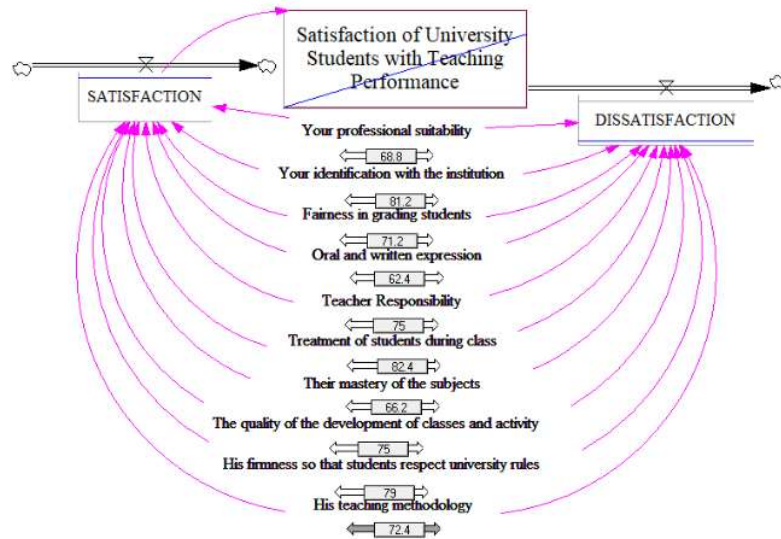 Satisfaction of University
Students with Teaching
Performance
SATISFACTION
DISSATISFACTION
Your professional suitability
68.8
Your identification with the institution
81.2
Fairness in grading students
71.2
Oral and written expression
62.4
Teacher Responsibility
75
Treatment of students during class
82.4
Their mastery of the subjects
66.2
The quality of the development of classes and activity
75
His firmness so that students respect university rules
79
His teaching methodology
72.4